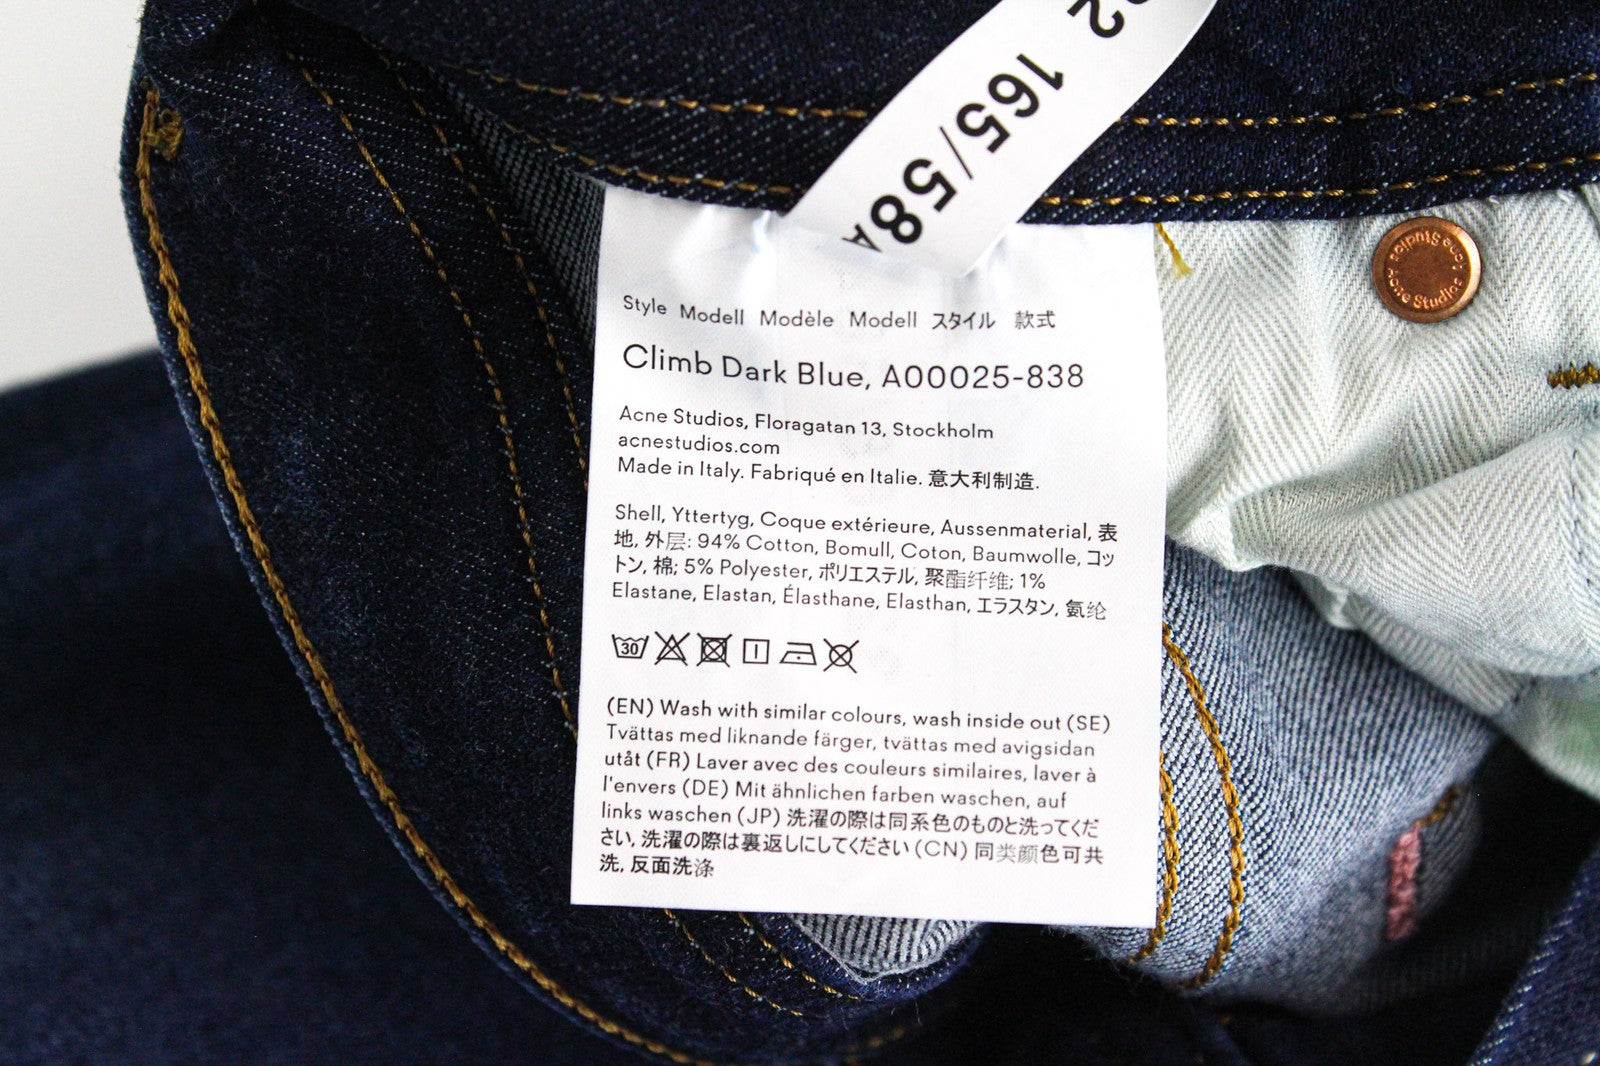 2 165/58A
Style Modell Modèle Modell スタイル 款式
Climb Dark Blue, A00025-838
Acne Studios, Floragatan 13, Stockholm
acnestudios.com
Made in Italy. Fabriqué en Italie. 意大利制造.
Shell, Yttertyg, Coque extérieure, Aussenmaterial, 表
地, 外层: 94% Cotton, Bomull, Coton, Baumwolle, コッ
トン, 棉; 5% Polyester, ポリエステル, 聚酯纤维; 1%
Elastane, Elastan, Élasthane, Elasthan, エラスタン, 氨纶
30
(EN) Wash with similar colours, wash inside out (SE)
Tvättas med liknande färger, tvättas med avigsidan
utåt (FR) Laver avec des couleurs similaires, laver à
l'envers (DE) Mit ähnlichen farben waschen, auf
links waschen (JP) 洗濯の際は同系色のものと洗ってくだ
さい, 洗濯の際は裏返しにしてください (CN) 同类颜色可共
洗, 反面洗涤
Acne Studios
Acne Studios